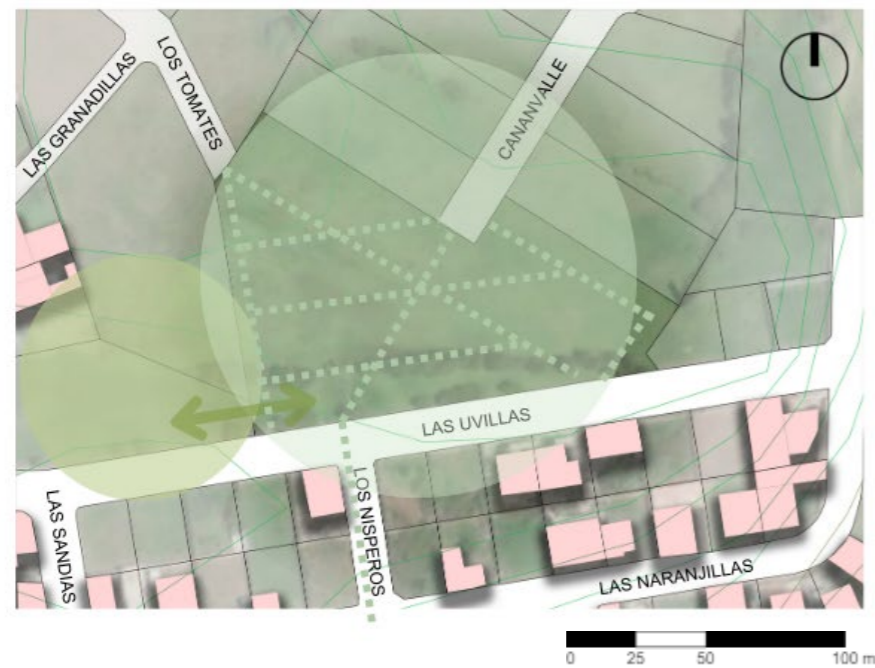 LAS GRANADILLAS
LOS TOMATES
CANANVALLE
LAS UVILLAS
LAS SANDIAS
LOS NISPEROS
LAS NARANJILLAS
0 25 50 100 m